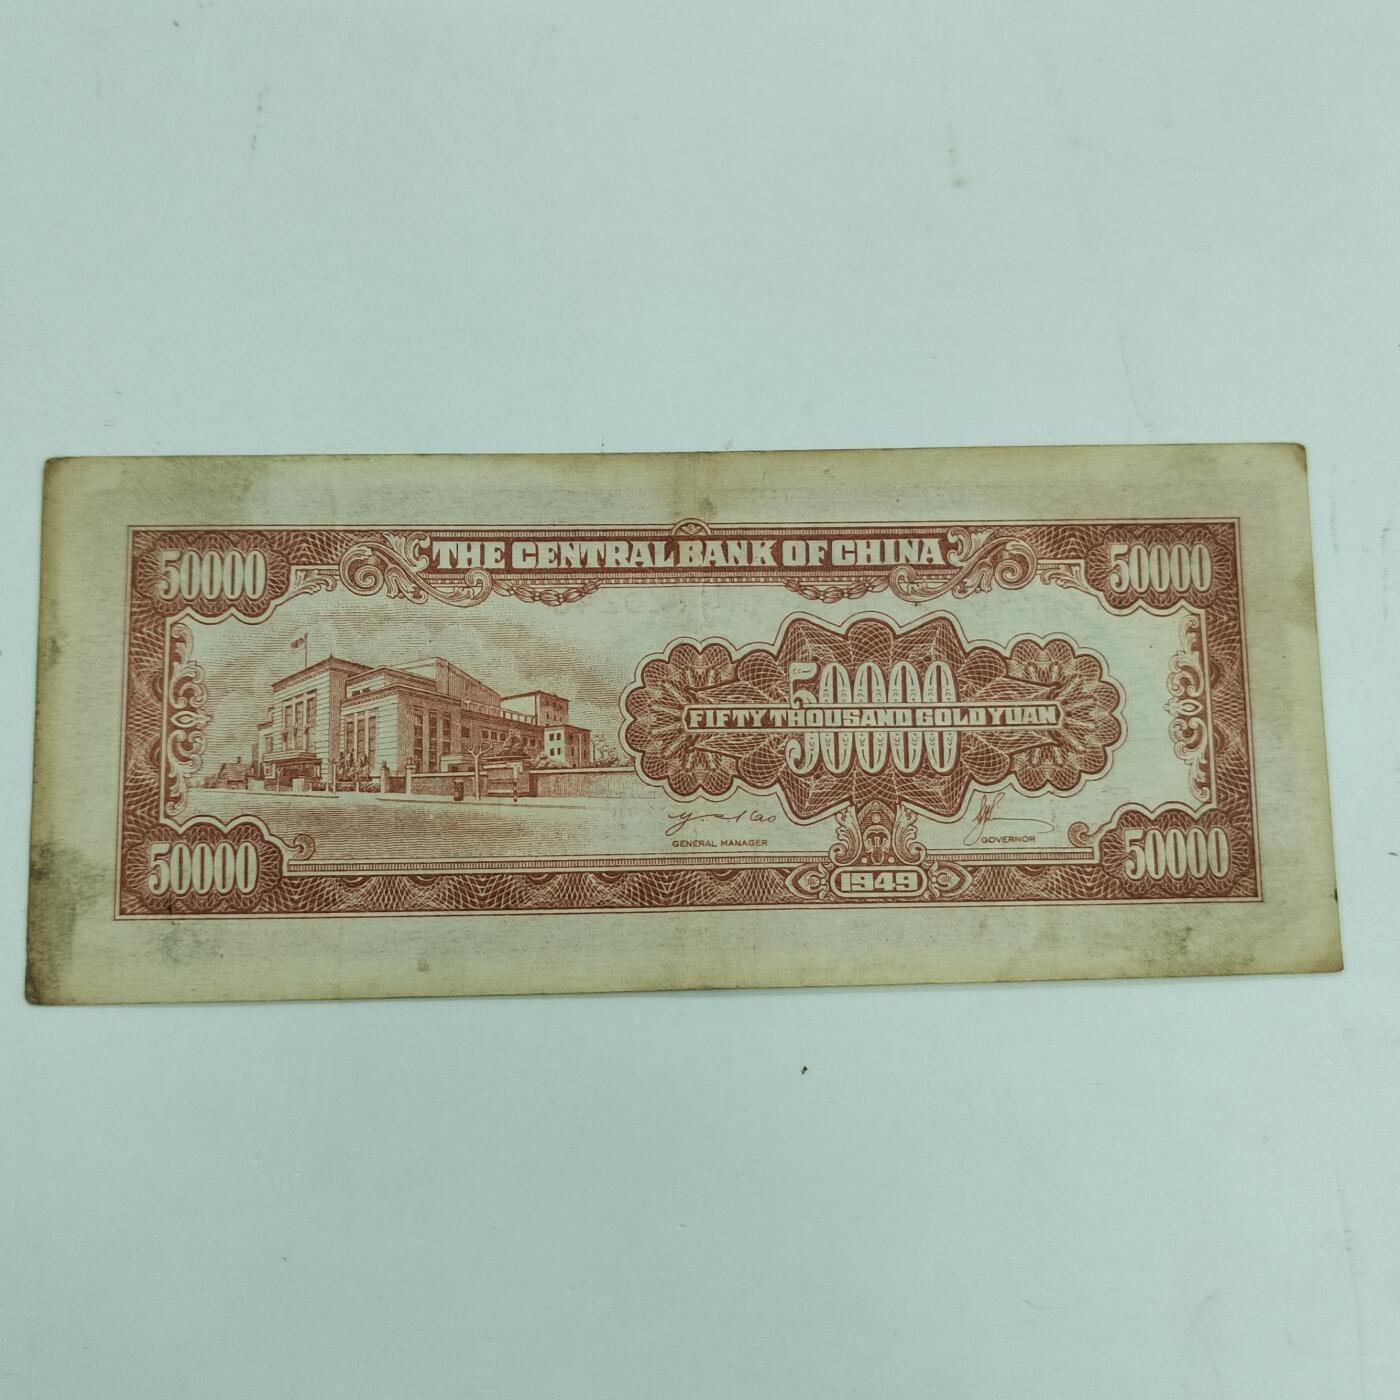 50000 THE CENTRAL BANK OF CHINA 50000
50000
FIFTY THOUSAND GOLD YUAN
GENERAL MANAGER GOVERNOR
50000 1949 50000